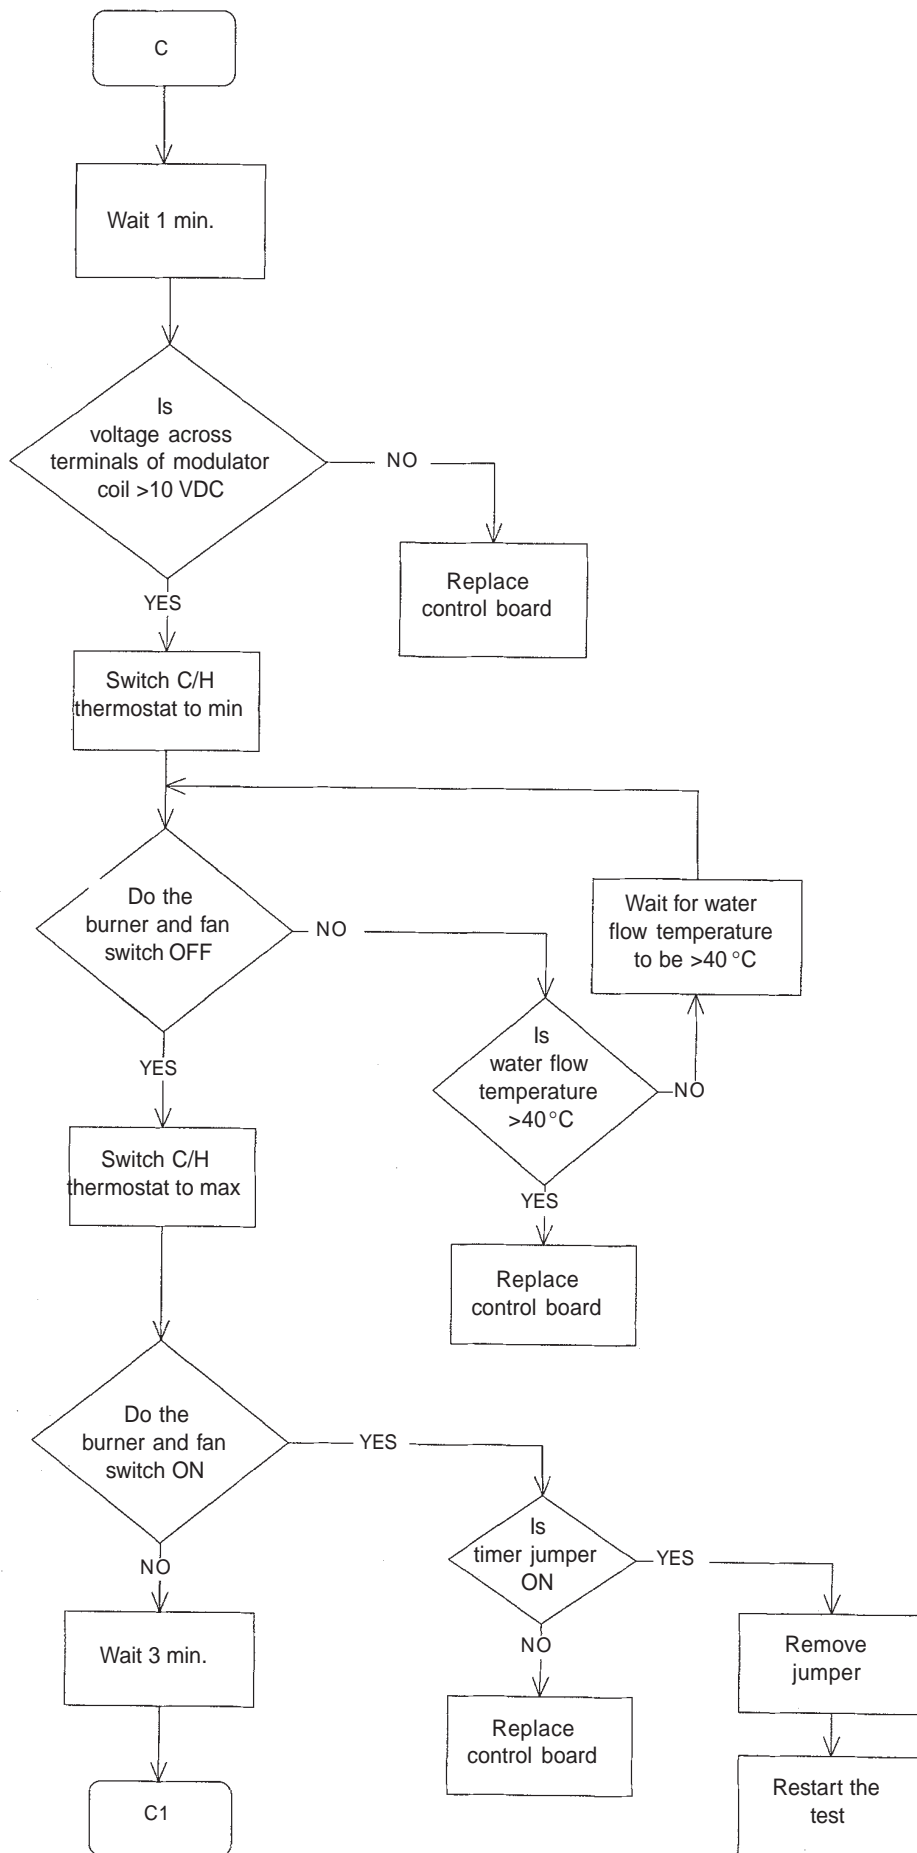 C
Wait 1 min.
Is
voltage across
terminals of modulator
coil >10 VDC
NO
Replace
control board
YES
Switch C/H
thermostat to min
Do the
burner and fan
switch OFF
NO
Wait for water
flow temperature
to be >40 °C
Is
water flow
temperature
>40 °C
NO
YES
Replace
control board
YES
Switch C/H
thermostat to max
Do the
burner and fan
switch ON
YES
Is
timer jumper
ON
YES
Remove
jumper
Restart the
test
NO
Replace
control board
NO
Wait 3 min.
C1